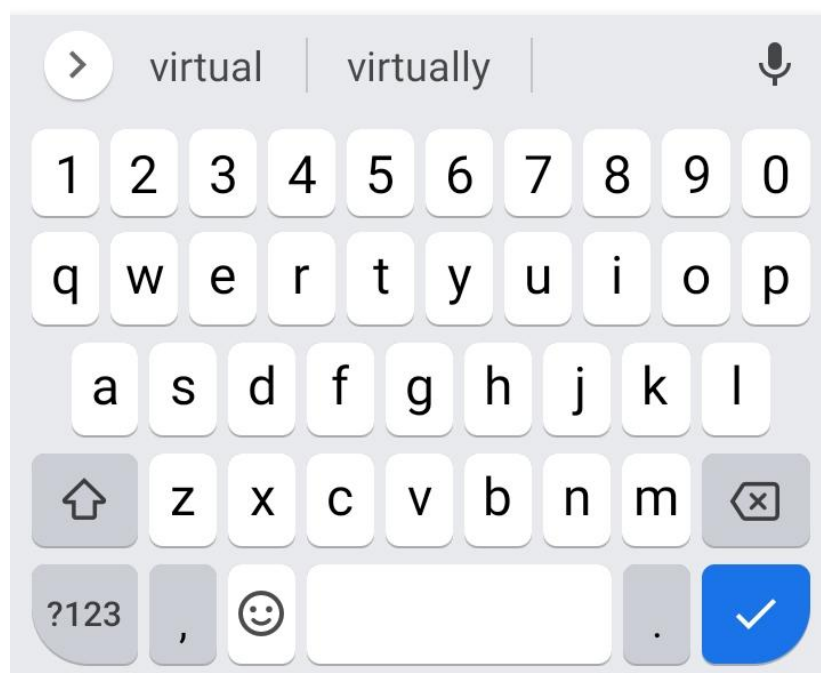 virtual virtually
1 2 3 4 5 6 7 8 9 0
q w e r t y u i o p
a s d f g h j k l
z x c v b n m
?123 , .